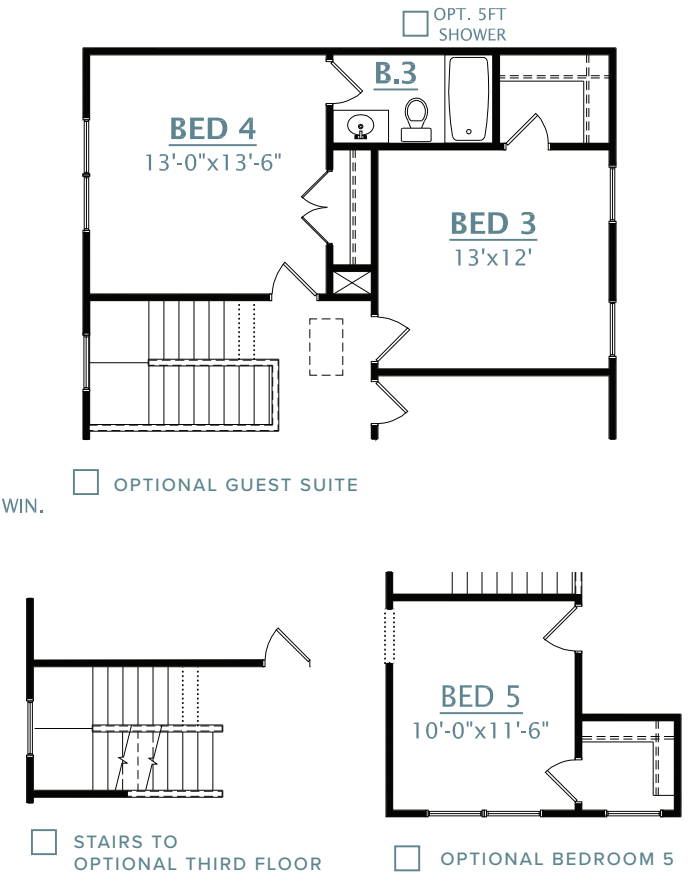 OPT. 5FT
SHOWER
B.3
BED 4
13'-0"x13'-6"
BED 3
13'x12'
OPTIONAL GUEST SUITE
WIN.
BED 5
10'-0"x11'-6"
STAIRS TO
OPTIONAL THIRD FLOOR
OPTIONAL BEDROOM 5